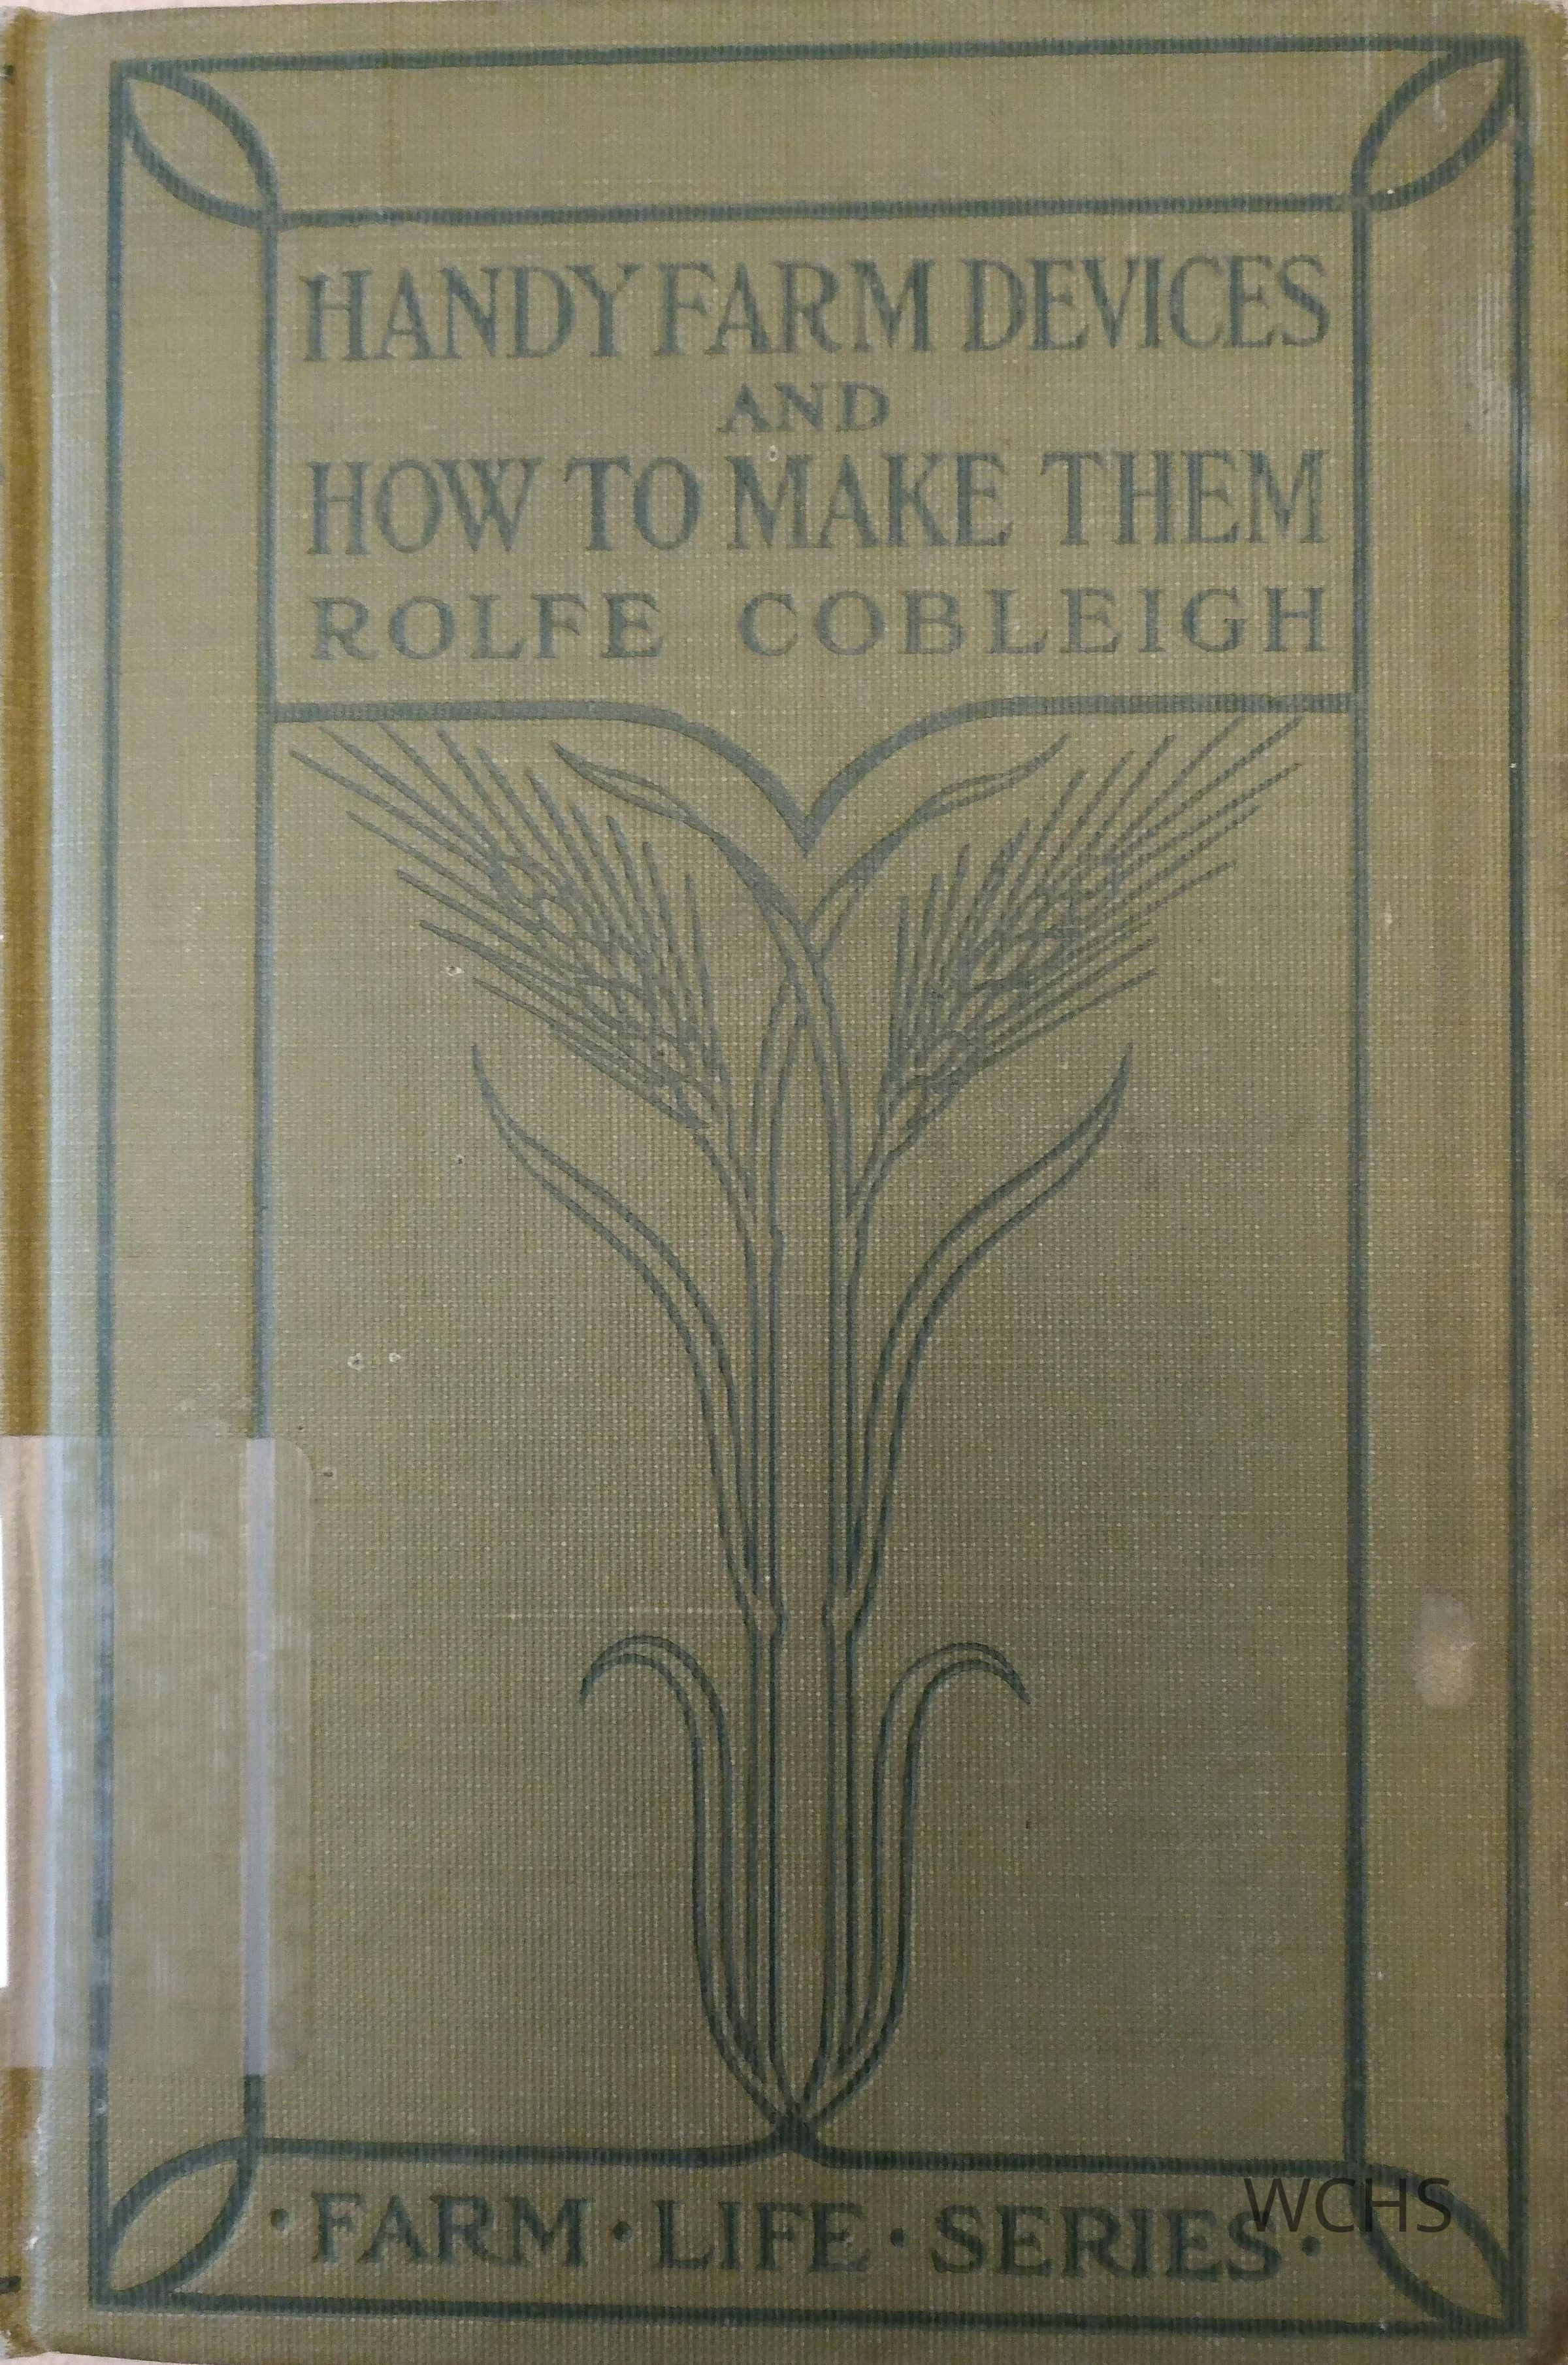 HANDY FARM DEVICES
AND
HOW TO MAKE THEM
ROLFE COBLEIGH
· FARM · LIFE · SERIES ·
WCHS